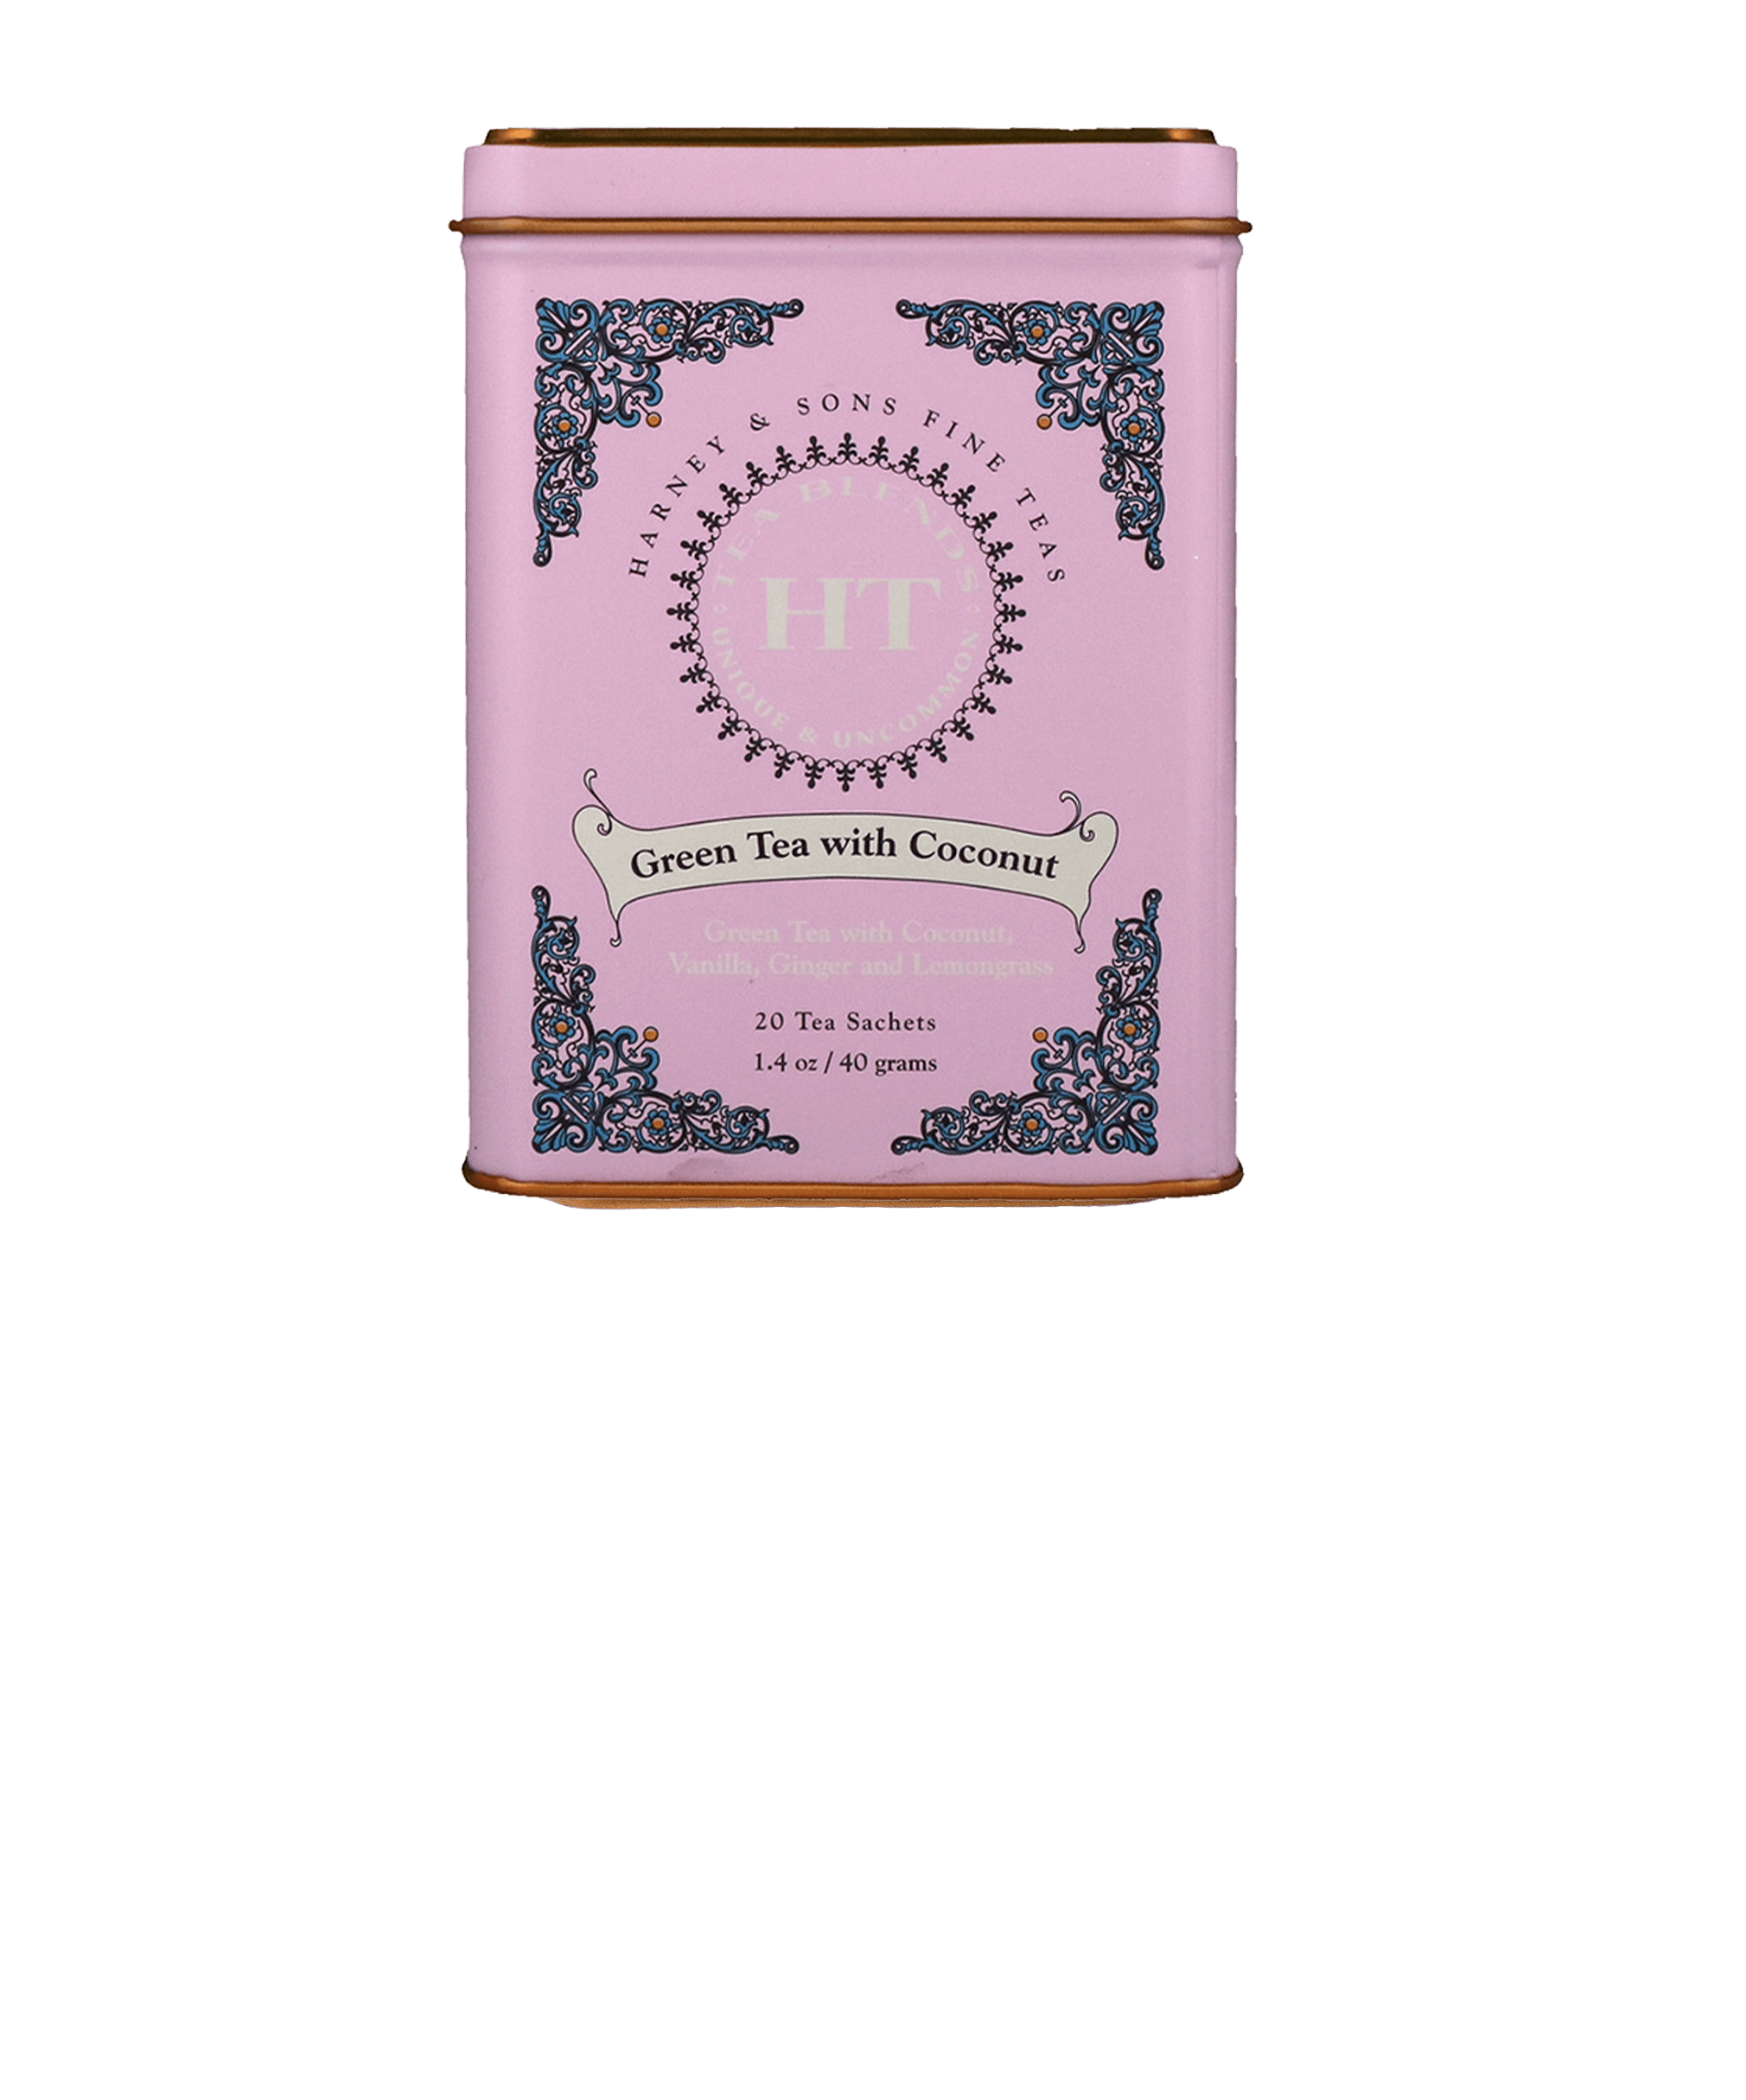 HARNEY & SONS FINE TEAS
TEA BLENDS
HT
UNIQUE & UNCOMMON
Green Tea with Coconut
Green Tea with Coconut,
Vanilla, Ginger and Lemongrass
20 Tea Sachets
1.4 oz / 40 grams